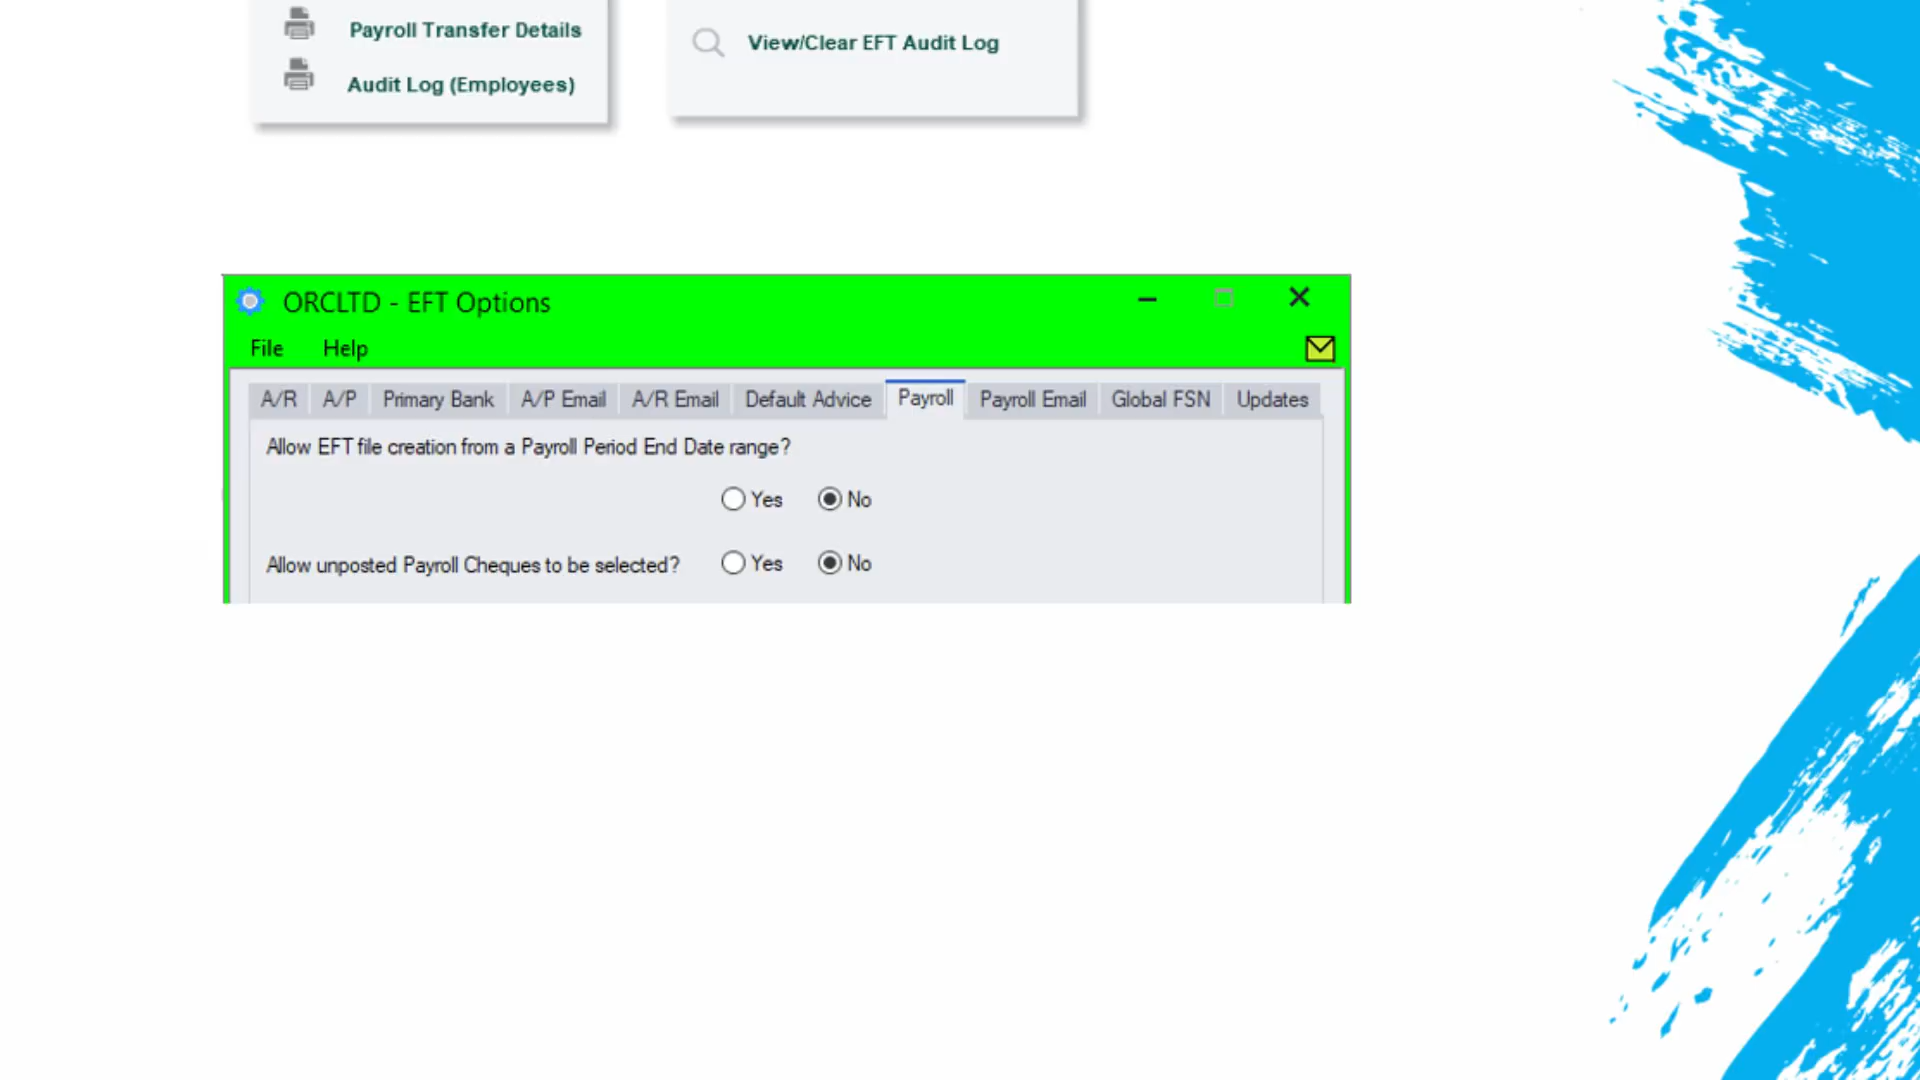 Payroll Transfer Details
Audit Log (Employees)
View/Clear EFT Audit Log
ORCLTD - EFT Options
File Help
A/R A/P Primary Bank A/P Email A/R Email Default Advice Payroll Payroll Email Global FSN Updates
Allow EFT file creation from a Payroll Period End Date range?
Yes No
Allow unposted Payroll Cheques to be selected? Yes No